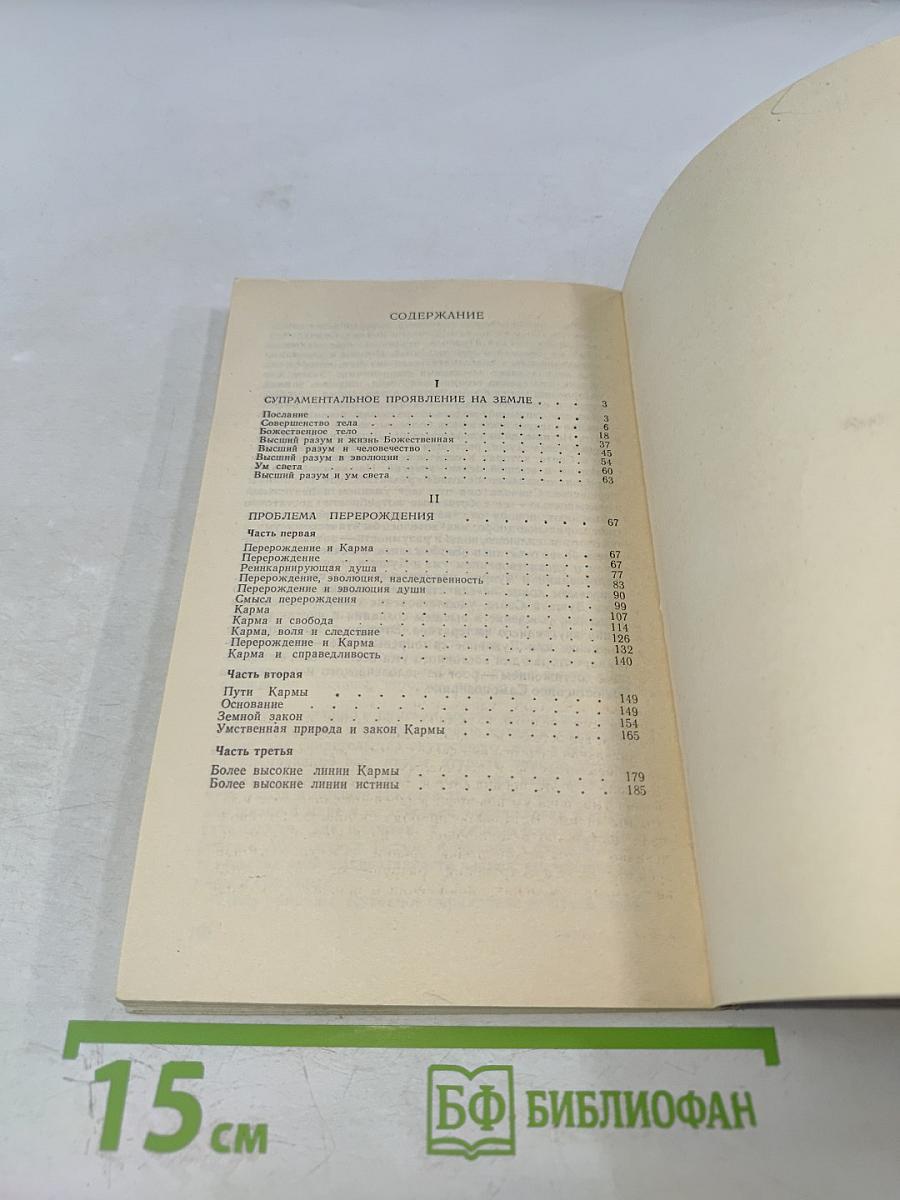 СОДЕРЖАНИЕ
I
СУПРАМЕНТАЛЬНОЕ ПРОЯВЛЕНИЕ НА ЗЕМЛЕ . . . 3
Послание . . . . . . . . . . . . . 3
Совершенство тела . . . . . . . . . . . 6
Божественное тело . . . . . . . . . . . 18
Высший разум и жизнь Божественная . . . . . . . 37
Высший разум и человечество . . . . . . . . . 45
Высший разум в эволюции . . . . . . . . . . 54
Ум света . . . . . . . . . . . . . 60
Высший разум и ум света . . . . . . . . . . 63
II
ПРОБЛЕМА ПЕРЕРОЖДЕНИЯ . . . . . . . 67
Часть первая
Перерождение и Карма . . . . . . . . . . . 67
Перерождение . . . . . . . . . . . . . 67
Реинкарнирующая душа . . . . . . . . . . . 77
Перерождение, эволюция, наследственность . . . . . . 83
Перерождение и эволюция души . . . . . . . . . 90
Смысл перерождения . . . . . . . . . . . 99
Карма . . . . . . . . . . . . . . 107
Карма и свобода . . . . . . . . . . . . 114
Карма, воля и следствие . . . . . . . . . . 126
Перерождение и Карма . . . . . . . . . . . 132
Карма и справедливость . . . . . . . . . . 140
Часть вторая
Пути Кармы . . . . . . . . . . . . 149
Основание . . . . . . . . . . . . . 149
Земной закон . . . . . . . . . . . . 154
Умственная природа и закон Кармы . . . . . . . 165
Часть третья
Более высокие линии Кармы . . . . . . . . . 179
Более высокие линии истины . . . . . . . . . 185
15 см
БФ БИБЛИОФАН